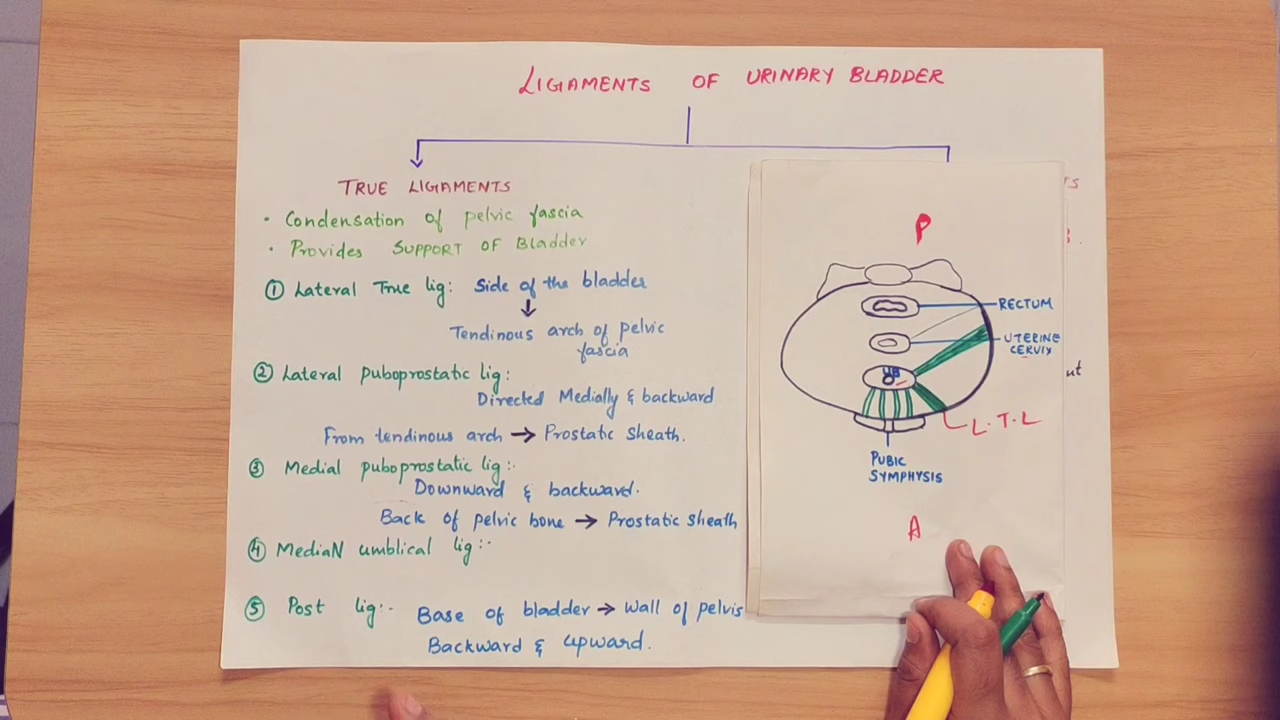 LIGAMENTS OF URINARY BLADDER
TRUE LIGAMENTS
• Condensation of pelvic fascia
• Provides SUPPORT OF Bladder
① Lateral True lig: Side of the bladder
Tendinous arch of pelvic
fascia
② Lateral puboprostatic lig:
Directed Medially & backward
From tendinous arch → Prostatic Sheath.
③ Medial puboprostatic lig:-
Downward & backward.
Back of pelvic bone → Prostatic Sheath
④ MediaN umblical lig:-
⑤ Post lig:- Base of bladder → Wall of pelvis
Backward & upward.
P
RECTUM
UTERINE
CERVIX
UB
L.T.L
PUBIC
SYMPHYSIS
A